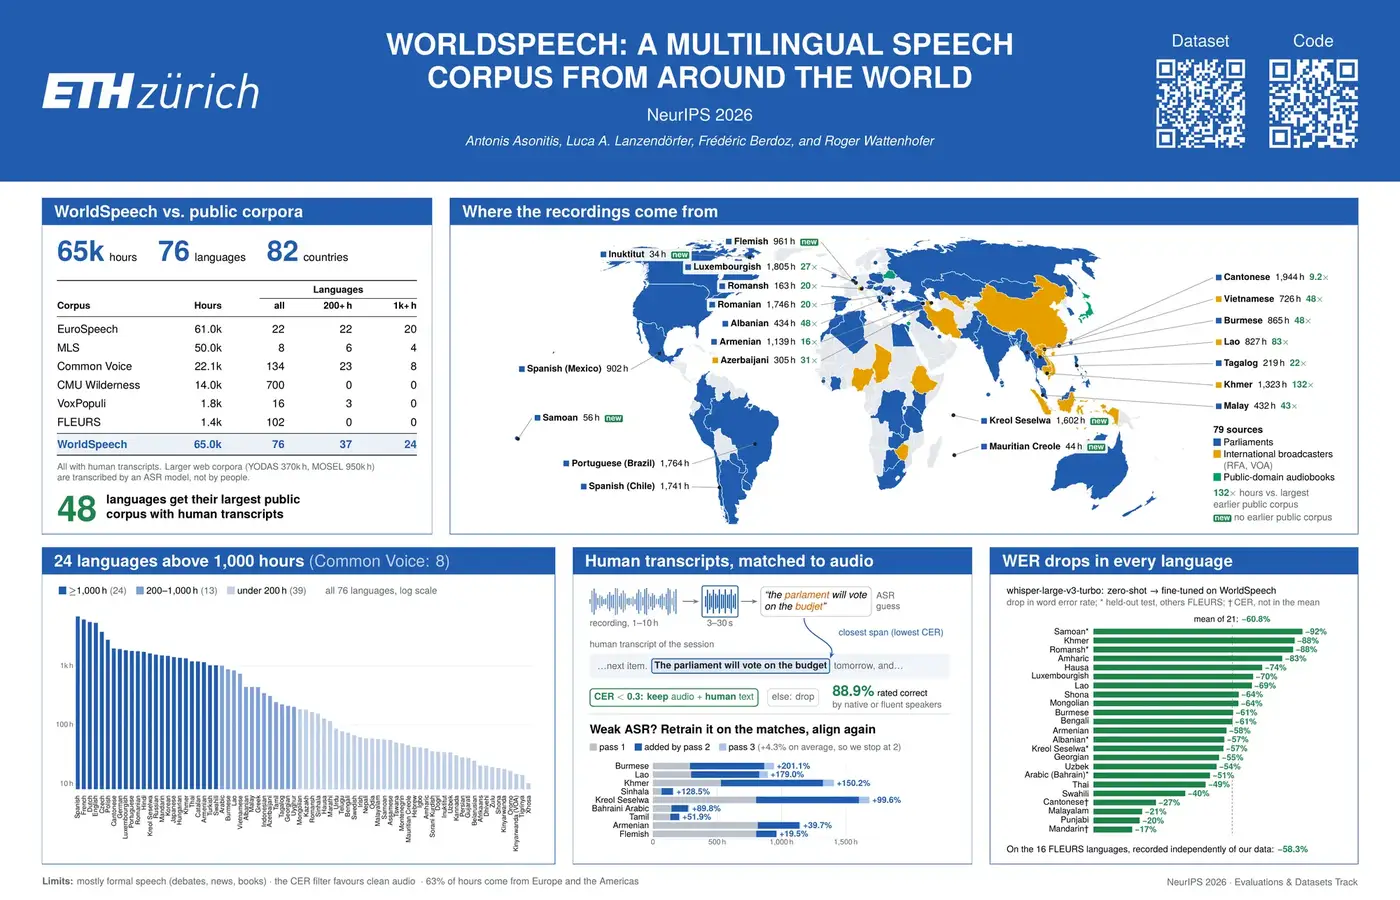 ETH zürich
WORLDSPEECH: A MULTILINGUAL SPEECH
CORPUS FROM AROUND THE WORLD
NeurIPS 2026
Antonis Asonitis, Luca A. Lanzendörfer, Frédéric Berdoz, and Roger Wattenhofer
Dataset
Code
WorldSpeech vs. public corpora
65k hours 76 languages 82 countries
Languages
Corpus Hours all 200+ h 1k+ h
EuroSpeech 61.0k 22 22 20
MLS 50.0k 8 6 4
Common Voice 22.1k 134 23 8
CMU Wilderness 14.0k 700 0 0
VoxPopuli 1.8k 16 3 0
FLEURS 1.4k 102 0 0
WorldSpeech 65.0k 76 37 24
All with human transcripts. Larger web corpora (YODAS 370k h, MOSEL 950k h)
are transcribed by an ASR model, not by people.
48 languages get their largest public
corpus with human transcripts
Where the recordings come from
Flemish 961 h new
Inuktitut 34 h new
Luxembourgish 1,805 h 27×
Romansh 163 h 20×
Romanian 1,746 h 20×
Albanian 434 h 48×
Armenian 1,139 h 16×
Azerbaijani 305 h 31×
Spanish (Mexico) 902 h
Samoan 56 h new
Portuguese (Brazil) 1,764 h
Spanish (Chile) 1,741 h
Kreol Seselwa 1,602 h new
Mauritian Creole 44 h new
Cantonese 1,944 h 9.2×
Vietnamese 726 h 48×
Burmese 865 h 48×
Lao 827 h 83×
Tagalog 219 h 22×
Khmer 1,323 h 132×
Malay 432 h 43×
79 sources
Parliaments
International broadcasters
(RFA, VOA)
Public-domain audiobooks
132× hours vs. largest
earlier public corpus
new no earlier public corpus
24 languages above 1,000 hours (Common Voice: 8)
≥1,000 h (24) 200–1,000 h (13) under 200 h (39) all 76 languages, log scale
1k h
100 h
10 h
Human transcripts, matched to audio
recording, 1–10 h
3–30 s
"the parlament will vote
on the budjet"
ASR
guess
closest span (lowest CER)
human transcript of the session
…next item. The parliament will vote on the budget tomorrow, and…
CER < 0.3: keep audio + human text
else: drop
88.9% rated correct
by native or fluent speakers
Weak ASR? Retrain it on the matches, align again
pass 1 added by pass 2 pass 3 (+4.3% on average, so we stop at 2)
Burmese +201.1%
Lao +179.0%
Khmer +150.2%
Sinhala +128.5%
Kreol Seselwa +99.6%
Bahraini Arabic +89.8%
Tamil +51.9%
Armenian +39.7%
Flemish +19.5%
0 500 h 1,000 h 1,500 h
WER drops in every language
whisper-large-v3-turbo: zero-shot → fine-tuned on WorldSpeech
drop in word error rate; * held-out test, others FLEURS; † CER, not in the mean
mean of 21: −60.8%
Samoan* −92%
Khmer −88%
Romansh* −88%
Amharic −83%
Hausa −74%
Luxembourgish −70%
Lao −69%
Shona −64%
Mongolian −64%
Burmese −61%
Bengali −61%
Armenian −58%
Albanian* −57%
Kreol Seselwa* −57%
Georgian −55%
Uzbek −54%
Arabic (Bahrain)* −51%
Thai −49%
Swahili −40%
Cantonese† −27%
Malayalam −21%
Punjabi −20%
Mandarin† −17%
On the 16 FLEURS languages, recorded independently of our data: −58.3%
Limits: mostly formal speech (debates, news, books) · the CER filter favours clean audio · 63% of hours come from Europe and the Americas
NeurIPS 2026 · Evaluations & Datasets Track